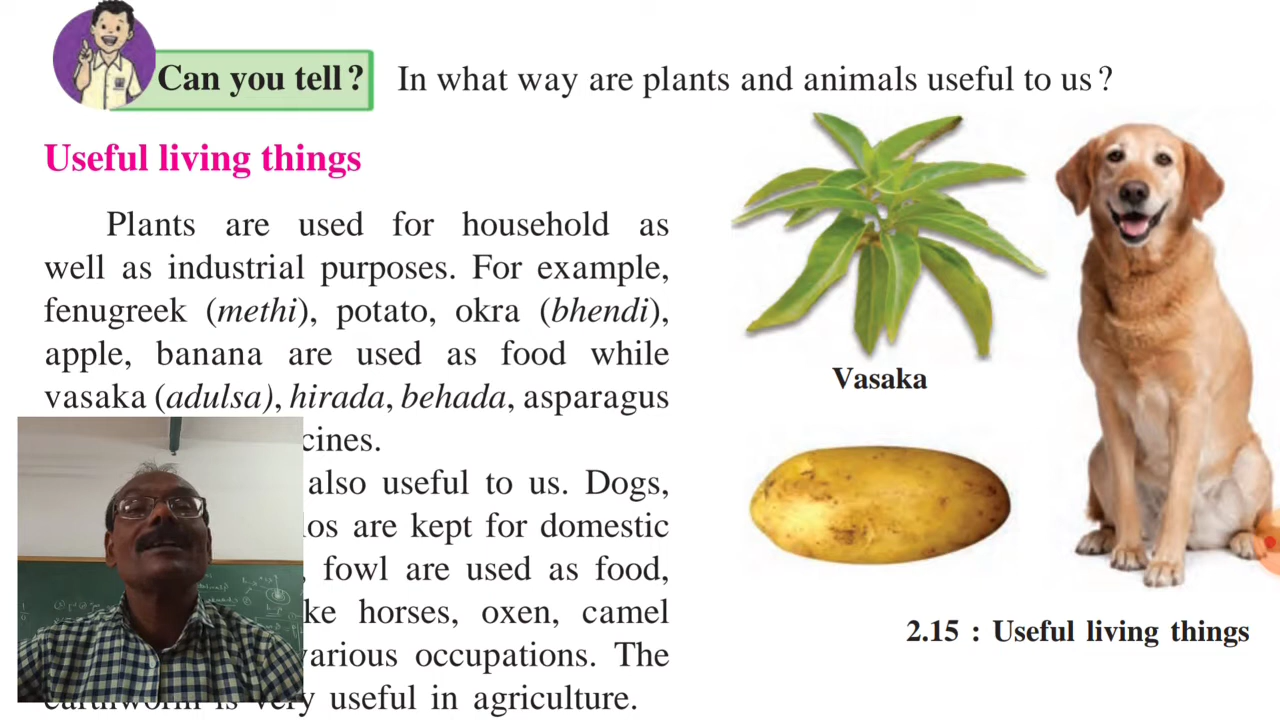 Can you tell? In what way are plants and animals useful to us?
Useful living things
Plants are used for household as
well as industrial purposes. For example,
fenugreek (methi), potato, okra (bhendi),
apple, banana are used as food while
vasaka (adulsa), hirada, behada, asparagus
cines.
also useful to us. Dogs,
los are kept for domestic
, fowl are used as food,
ke horses, oxen, camel
various occupations. The
earthworm is very useful in agriculture.
Vasaka
2.15 : Useful living things